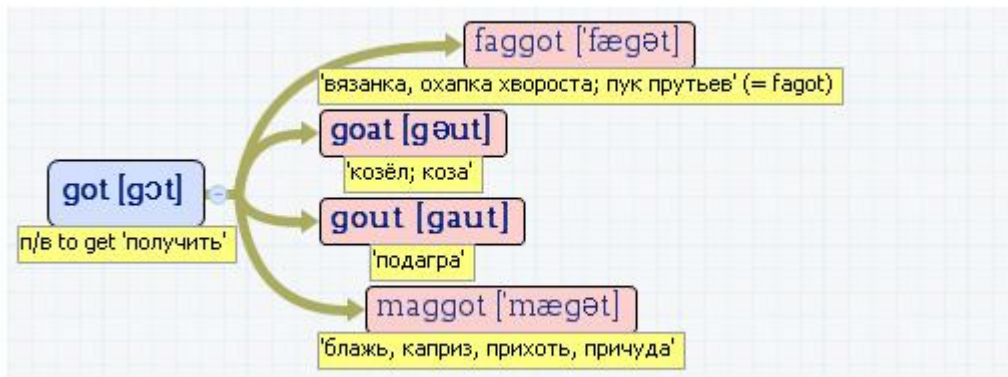 faggot ['fægət]
'вязанка, охапка хвороста; пук прутьев' (= fagot)
goat [gəut]
'козёл; коза'
got [gɔt]
п/в to get 'получить'
gout [gaut]
'подагра'
maggot ['mægət]
'блажь, каприз, прихоть, причуда'